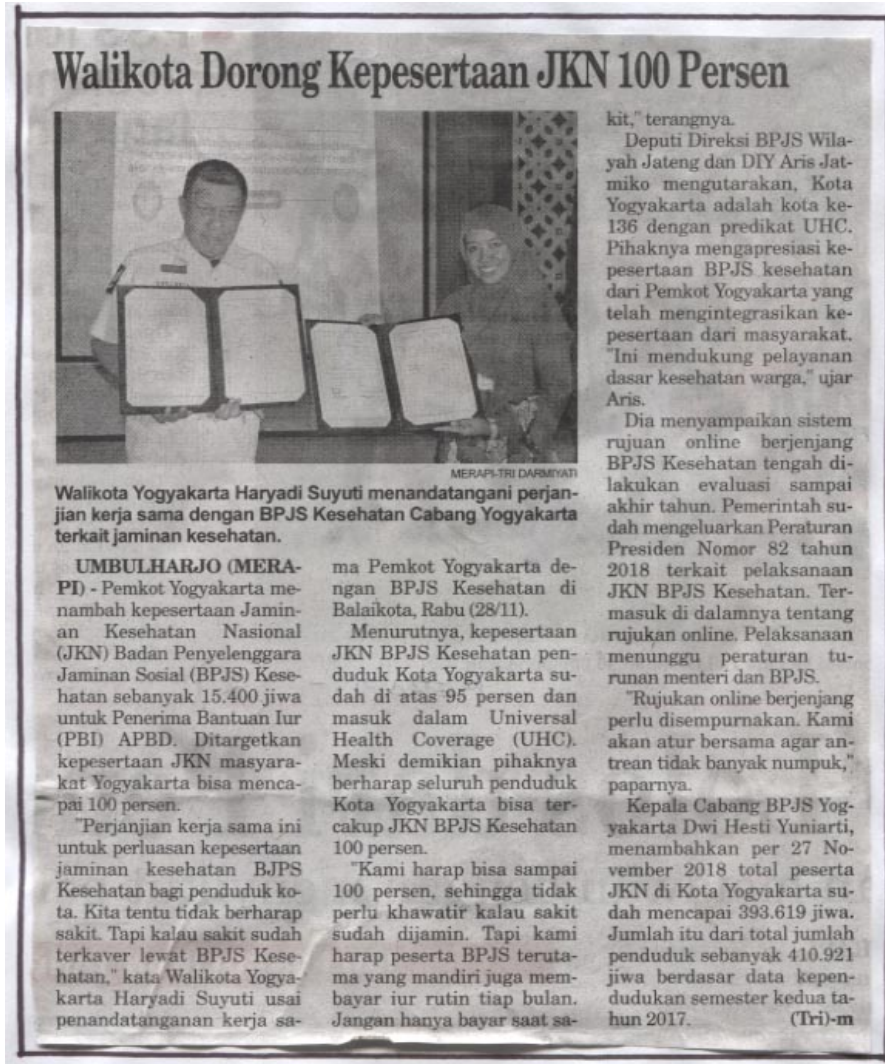 Walikota Dorong Kepesertaan JKN 100 Persen
MERAPI-TRI DARMIYATI
Walikota Yogyakarta Haryadi Suyuti menandatangani perjan-
jian kerja sama dengan BPJS Kesehatan Cabang Yogyakarta
terkait jaminan kesehatan.
UMBULHARJO (MERA-
PI) - Pemkot Yogyakarta me-
nambah kepesertaan Jamin-
an Kesehatan Nasional
(JKN) Badan Penyelenggara
Jaminan Sosial (BPJS) Kese-
hatan sebanyak 15.400 jiwa
untuk Penerima Bantuan Iur
(PBI) APBD. Ditargetkan
kepesertaan JKN masyara-
kat Yogyakarta bisa menca-
pai 100 persen.
"Perjanjian kerja sama ini
untuk perluasan kepesertaan
jaminan kesehatan BJPS
Kesehatan bagi penduduk ko-
ta. Kita tentu tidak berharap
sakit. Tapi kalau sakit sudah
terkaver lewat BPJS Kese-
hatan," kata Walikota Yogya-
karta Haryadi Suyuti usai
penandatanganan kerja sa-
ma Pemkot Yogyakarta de-
ngan BPJS Kesehatan di
Balaikota, Rabu (28/11).
Menurutnya, kepesertaan
JKN BPJS Kesehatan pen-
duduk Kota Yogyakarta su-
dah di atas 95 persen dan
masuk dalam Universal
Health Coverage (UHC).
Meski demikian pihaknya
berharap seluruh penduduk
Kota Yogyakarta bisa ter-
cakup JKN BPJS Kesehatan
100 persen.
"Kami harap bisa sampai
100 persen, sehingga tidak
perlu khawatir kalau sakit
sudah dijamin. Tapi kami
harap peserta BPJS teruta-
ma yang mandiri juga mem-
bayar iur rutin tiap bulan.
Jangan hanya bayar saat sa-
kit," terangnya.
Deputi Direksi BPJS Wila-
yah Jateng dan DIY Aris Jat-
miko mengutarakan, Kota
Yogyakarta adalah kota ke-
136 dengan predikat UHC.
Pihaknya mengapresiasi ke-
pesertaan BPJS kesehatan
dari Pemkot Yogyakarta yang
telah mengintegrasikan ke-
pesertaan dari masyarakat.
"Ini mendukung pelayanan
dasar kesehatan warga," ujar
Aris.
Dia menyampaikan sistem
rujuan online berjenjang
BPJS Kesehatan tengah di-
lakukan evaluasi sampai
akhir tahun. Pemerintah su-
dah mengeluarkan Peraturan
Presiden Nomor 82 tahun
2018 terkait pelaksanaan
JKN BPJS Kesehatan. Ter-
masuk di dalamnya tentang
rujukan online. Pelaksanaan
menunggu peraturan tu-
runan menteri dan BPJS.
"Rujukan online berjenjang
perlu disempurnakan. Kami
akan atur bersama agar an-
trean tidak banyak numpuk,"
paparnya.
Kepala Cabang BPJS Yog-
yakarta Dwi Hesti Yuniarti,
menambahkan per 27 No-
vember 2018 total peserta
JKN di Kota Yogyakarta su-
dah mencapai 393.619 jiwa.
Jumlah itu dari total jumlah
penduduk sebanyak 410.921
jiwa berdasar data kepen-
dudukan semester kedua ta-
hun 2017. (Tri)-m